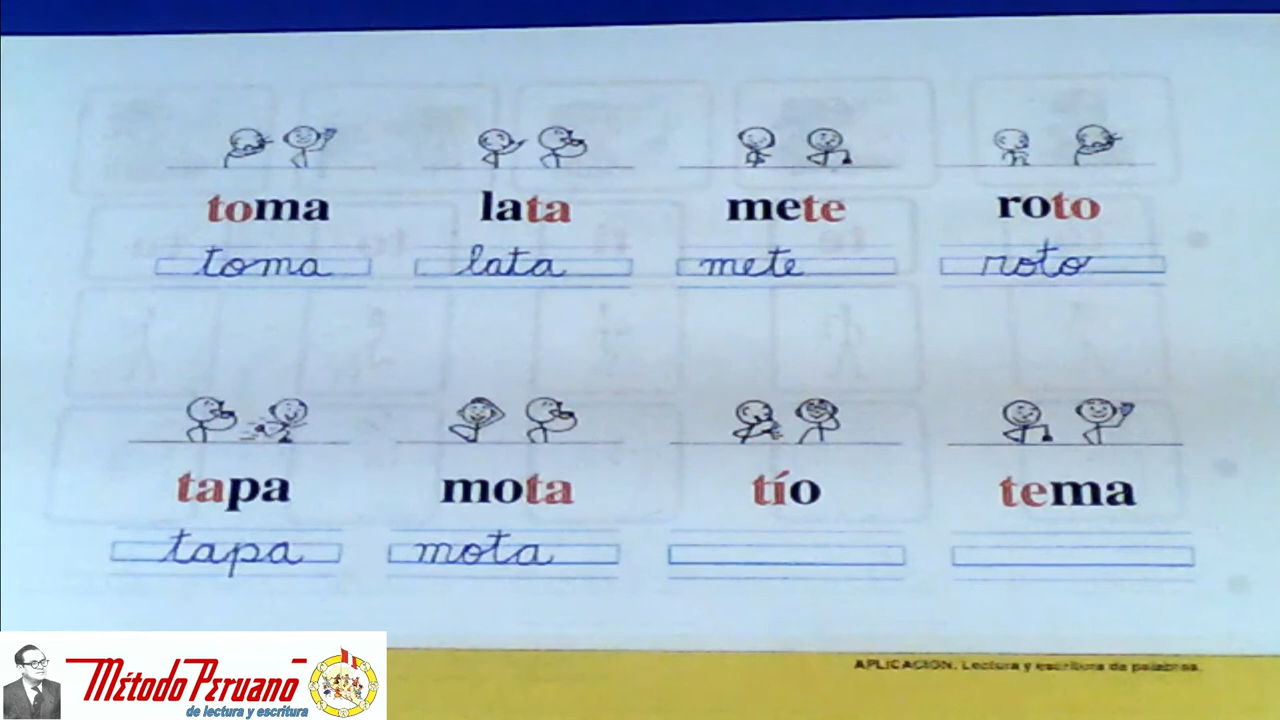 toma lata mete roto
toma lata mete roto
tapa mota tío tema
tapa mota
APLICACIÓN. Lectura y escritura de palabras.
Método Peruano
de lectura y escritura